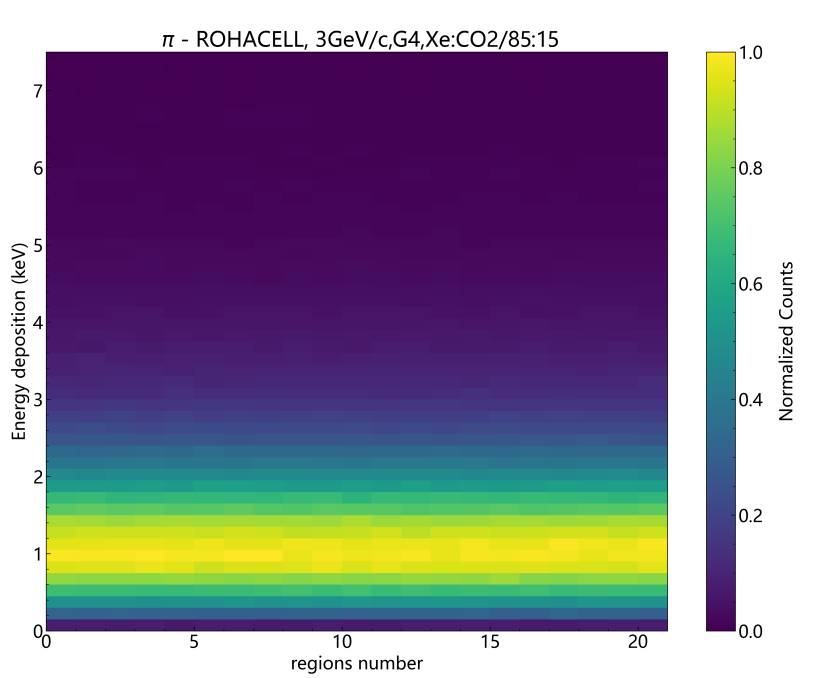 π - ROHACELL, 3GeV/c,G4,Xe:CO2/85:15
Energy deposition (keV)
7
6
5
4
3
2
1
0
0 5 10 15 20
regions number
1.0
0.8
0.6
0.4
0.2
0.0
Normalized Counts